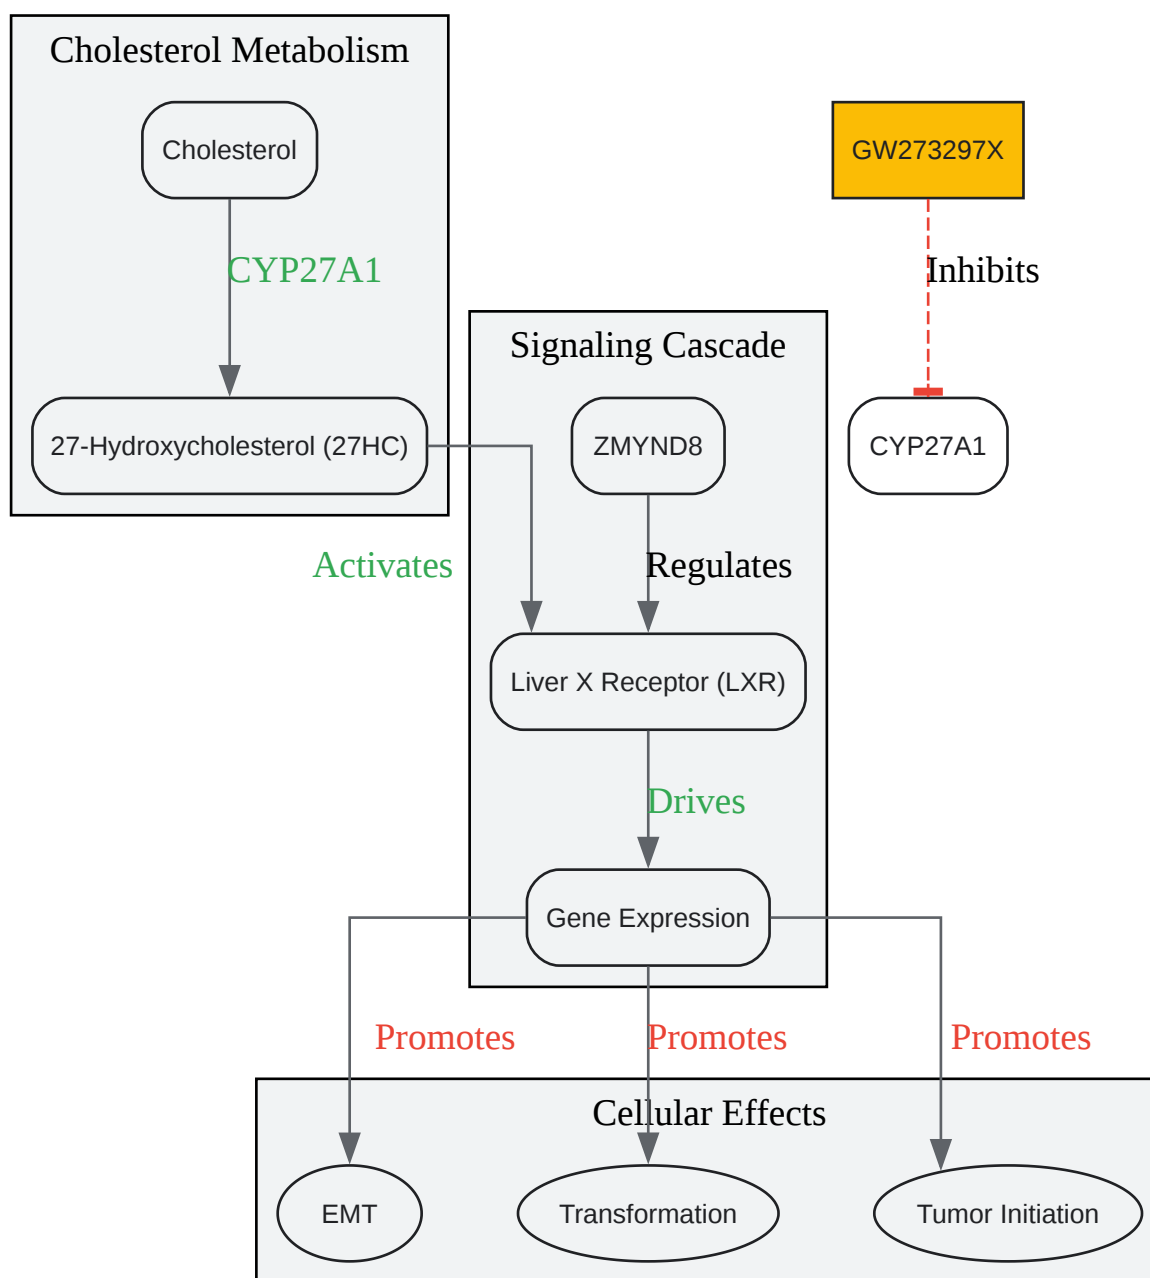 Cholesterol Metabolism
Cholesterol
GW273297X
CYP27A1
Inhibits
Signaling Cascade
27-Hydroxycholesterol (27HC)
ZMYND8
CYP27A1
Activates
Regulates
Liver X Receptor (LXR)
Drives
Gene Expression
Promotes
Promotes
Promotes
Cellular Effects
EMT
Transformation
Tumor Initiation